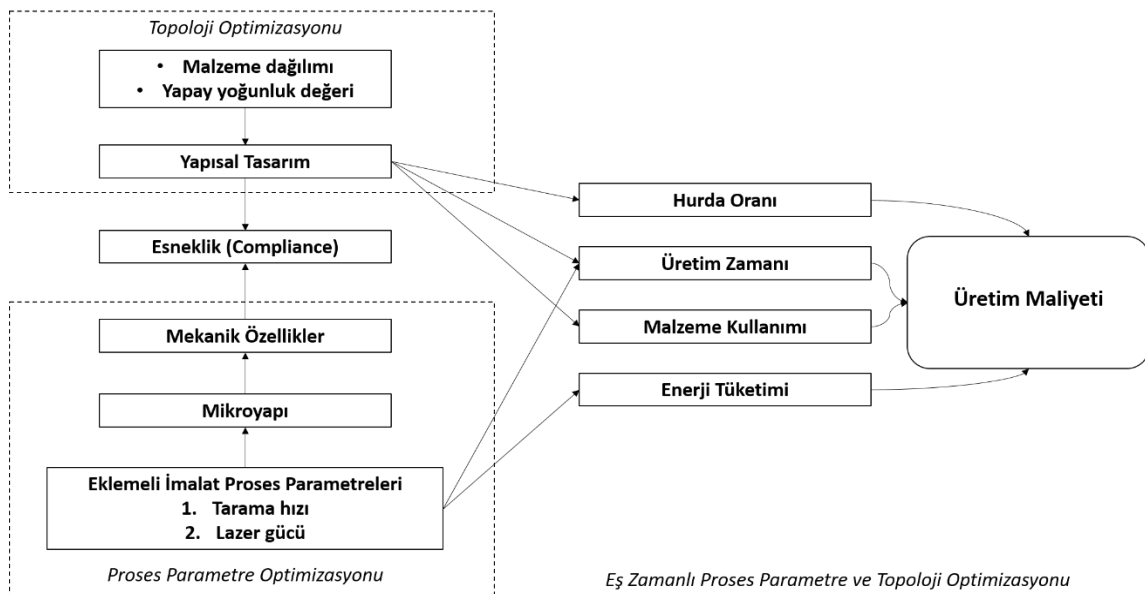 Topoloji Optimizasyonu
• Malzeme dağılımı
• Yapay yoğunluk değeri
Yapısal Tasarım
Esneklik (Compliance)
Mekanik Özellikler
Mikroyapı
Eklemeli İmalat Proses Parametreleri
1. Tarama hızı
2. Lazer gücü
Proses Parametre Optimizasyonu
Hurda Oranı
Üretim Zamanı
Malzeme Kullanımı
Enerji Tüketimi
Üretim Maliyeti
Eş Zamanlı Proses Parametre ve Topoloji Optimizasyonu